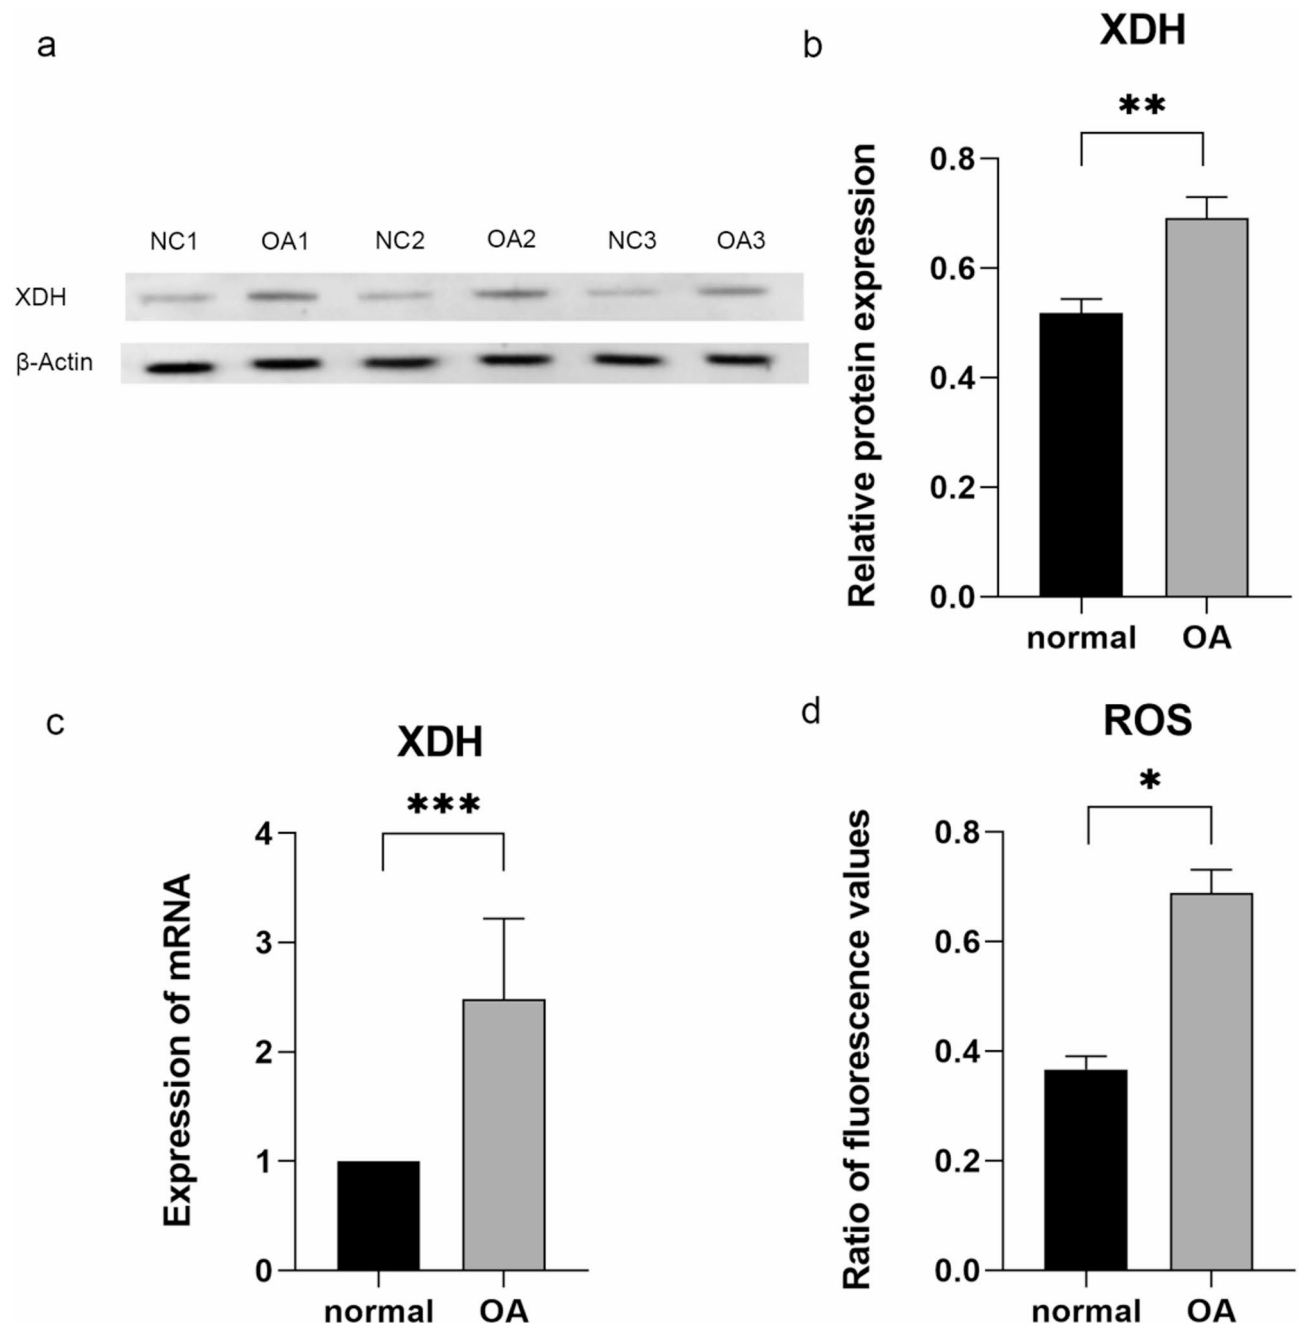 a
NC1 OA1 NC2 OA2 NC3 OA3
XDH
β-Actin
b
XDH
**
Relative protein expression
0.8
0.6
0.4
0.2
0.0
normal OA
c
XDH
***
Expression of mRNA
4
3
2
1
0
normal OA
d
ROS
*
Ratio of fluorescence values
0.8
0.6
0.4
0.2
0.0
normal OA